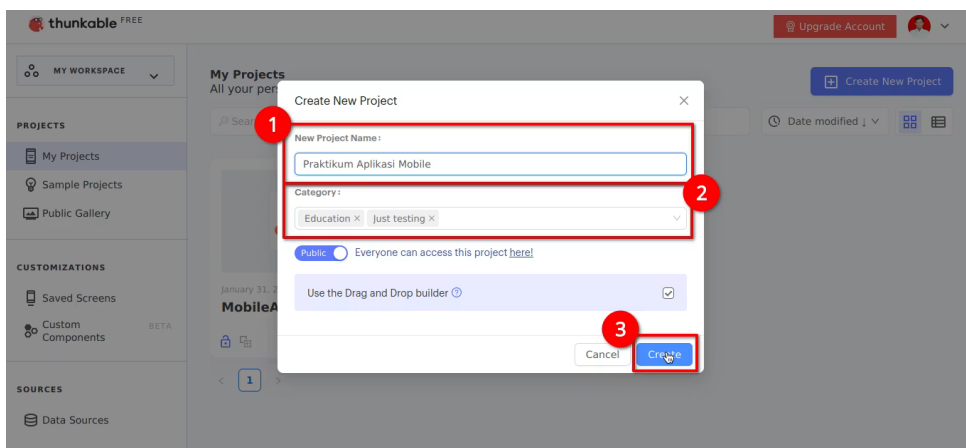 thunkable FREE
Upgrade Account
MY WORKSPACE
My Projects
All your per
Create New Project
Date modified ↓
PROJECTS
My Projects
Sample Projects
Public Gallery
CUSTOMIZATIONS
Saved Screens
Custom Components BETA
SOURCES
Data Sources
Sear
January 31, 2
MobileA
1
Create New Project
1
New Project Name:
Praktikum Aplikasi Mobile
2
Category:
Education × Just testing ×
Public Everyone can access this project here!
Use the Drag and Drop builder
3
Cancel Create